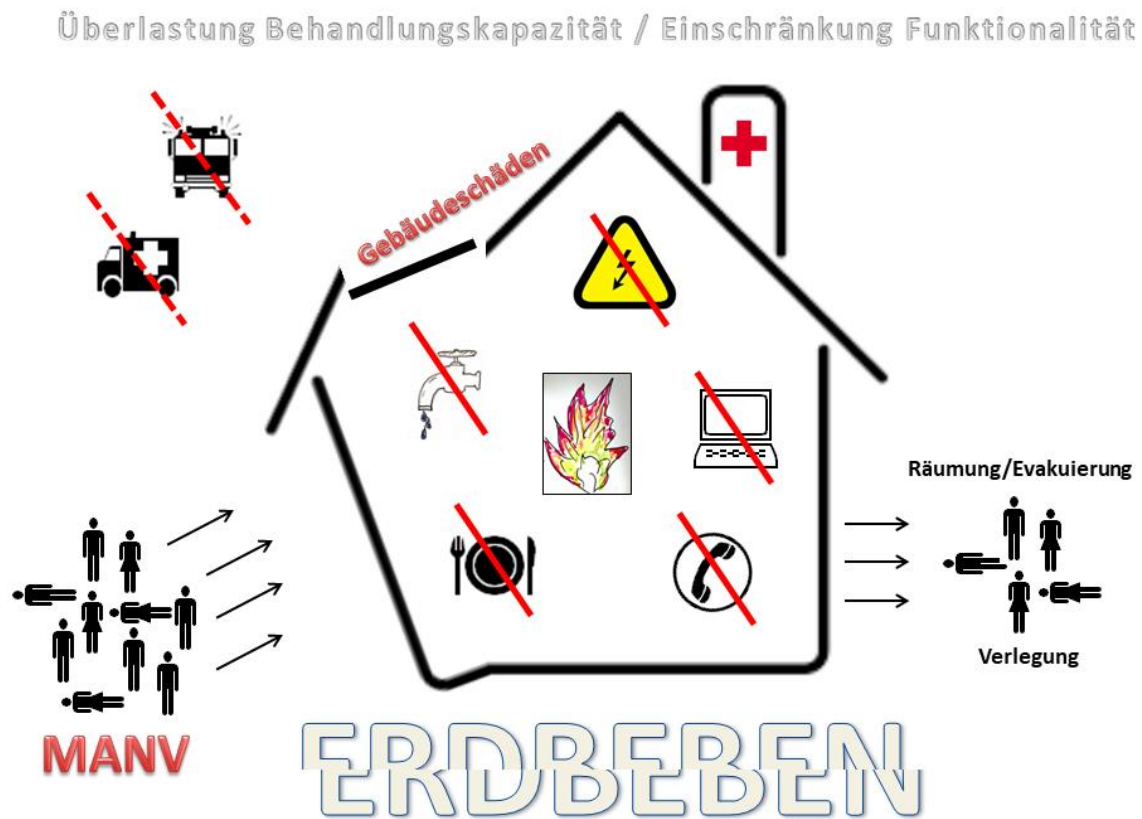 Überlastung Behandlungskapazität / Einschränkung Funktionalität
Gebäudeschäden
Räumung/Evakuierung
Verlegung
MANV
ERDBEBEN